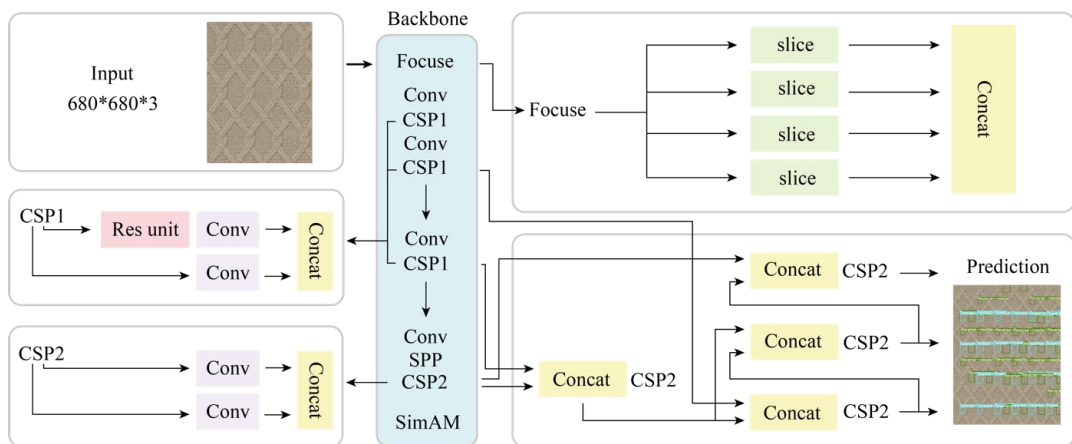 Backbone
Input
680*680*3
Focuse
Conv
CSP1
Conv
CSP1
Conv
CSP1
Conv
SPP
CSP2
SimAM
Focuse
slice
slice
slice
slice
Concat
CSP1
Res unit
Conv
Conv
Concat
CSP2
Conv
Conv
Concat
Concat
CSP2
Concat
CSP2
Concat
CSP2
Concat
CSP2
Prediction